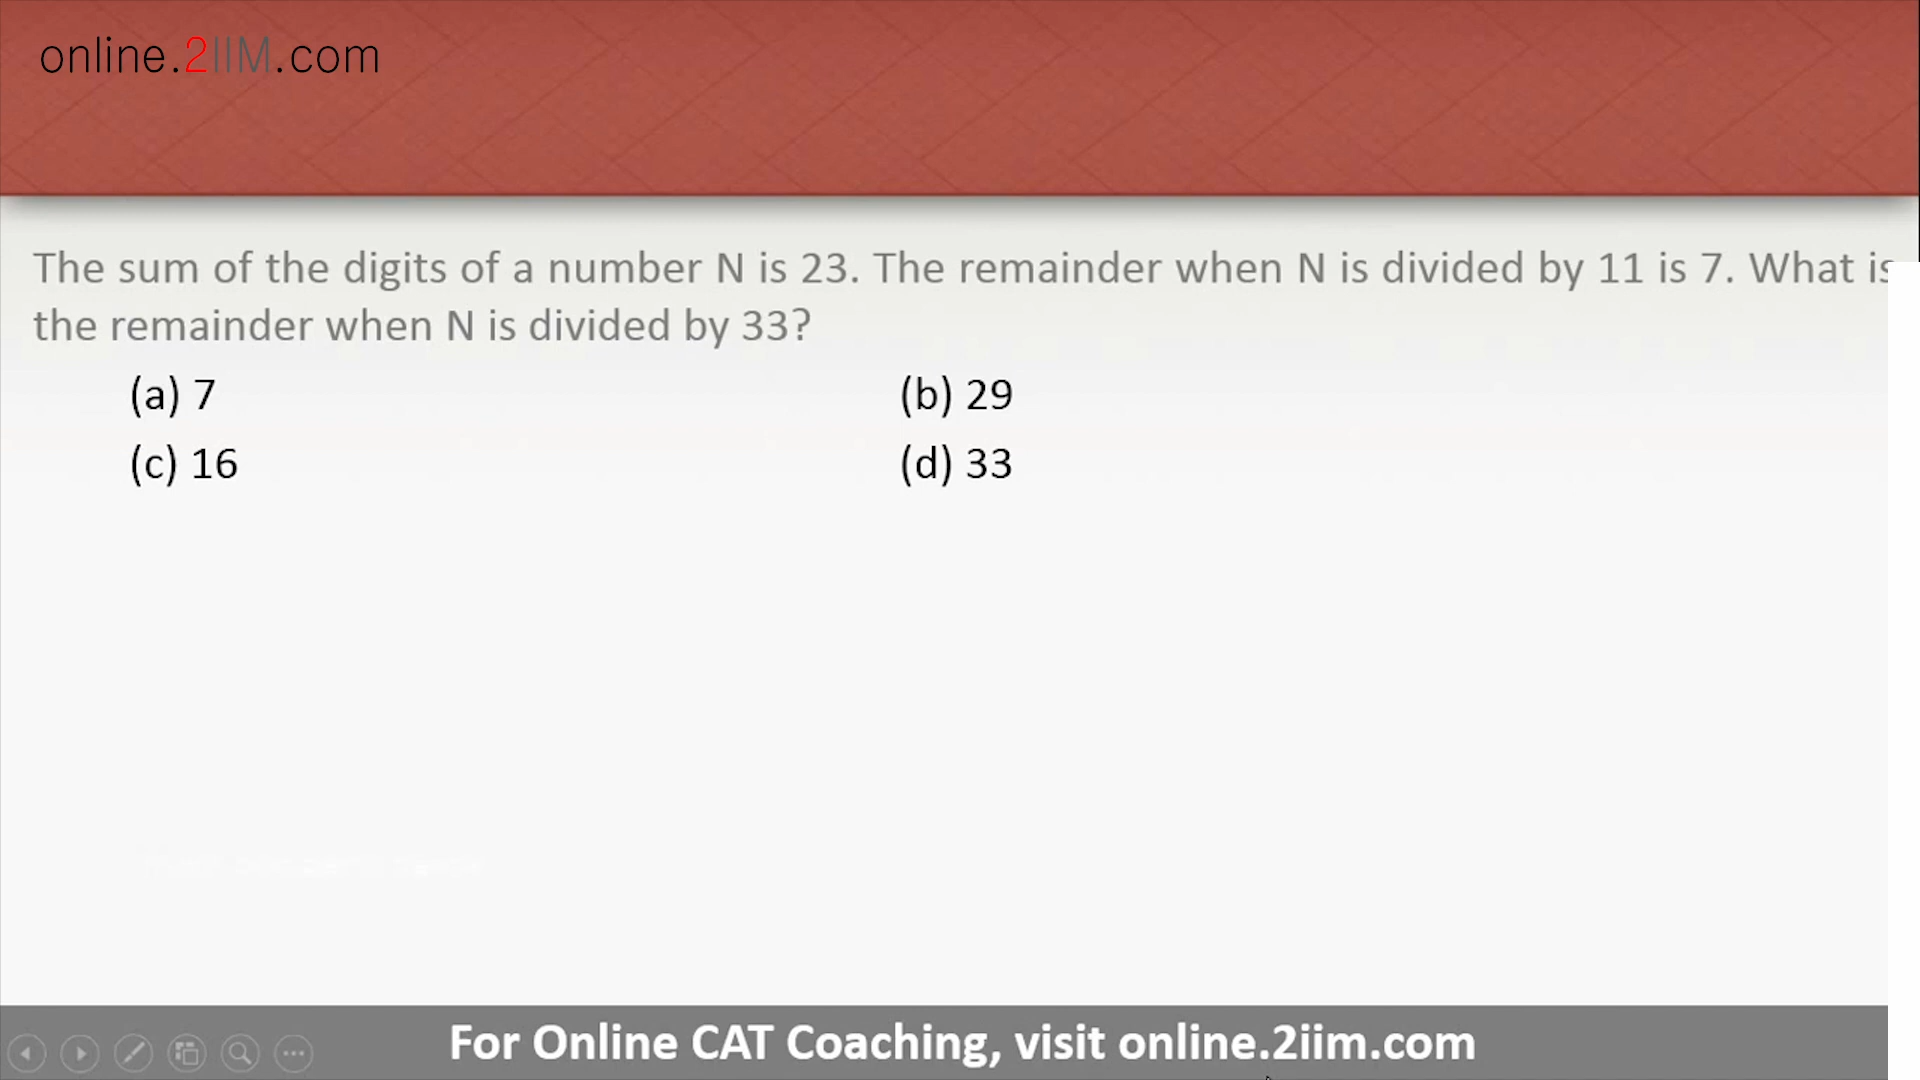 online.2IIM.com
The sum of the digits of a number N is 23. The remainder when N is divided by 11 is 7. What is
the remainder when N is divided by 33?
(a) 7 (b) 29
(c) 16 (d) 33
For Online CAT Coaching, visit online.2iim.com